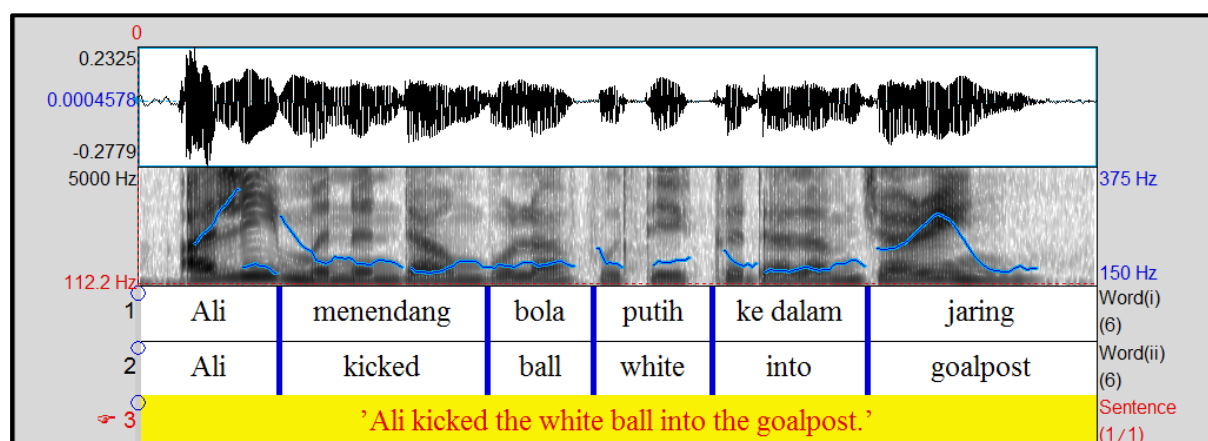 0
0.2325
0.0004578
-0.2779
5000 Hz 375 Hz
112.2 Hz 150 Hz
1 Ali menendang bola putih ke dalam jaring Word(i) (6)
2 Ali kicked ball white into goalpost Word(ii) (6)
☞ 3 ’Ali kicked the white ball into the goalpost.’ Sentence (1/1)